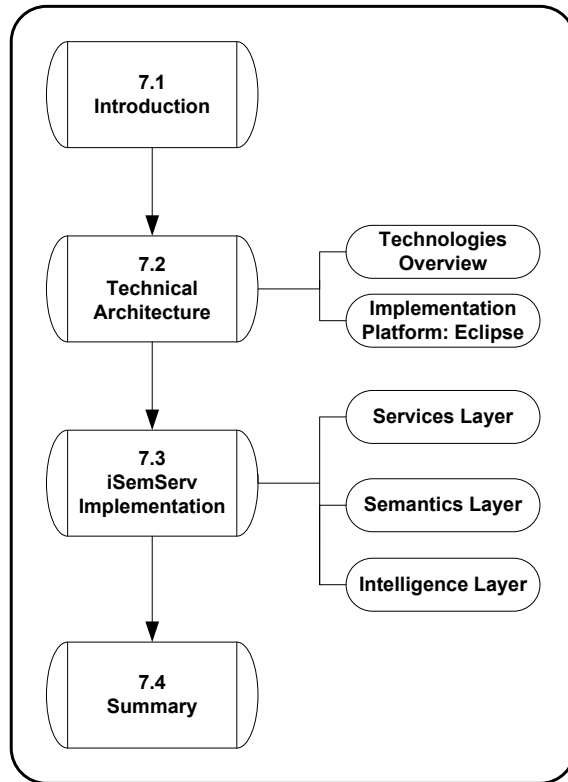 7.1
Introduction
7.2
Technical
Architecture
Technologies
Overview
Implementation
Platform: Eclipse
7.3
iSemServ
Implementation
Services Layer
Semantics Layer
Intelligence Layer
7.4
Summary